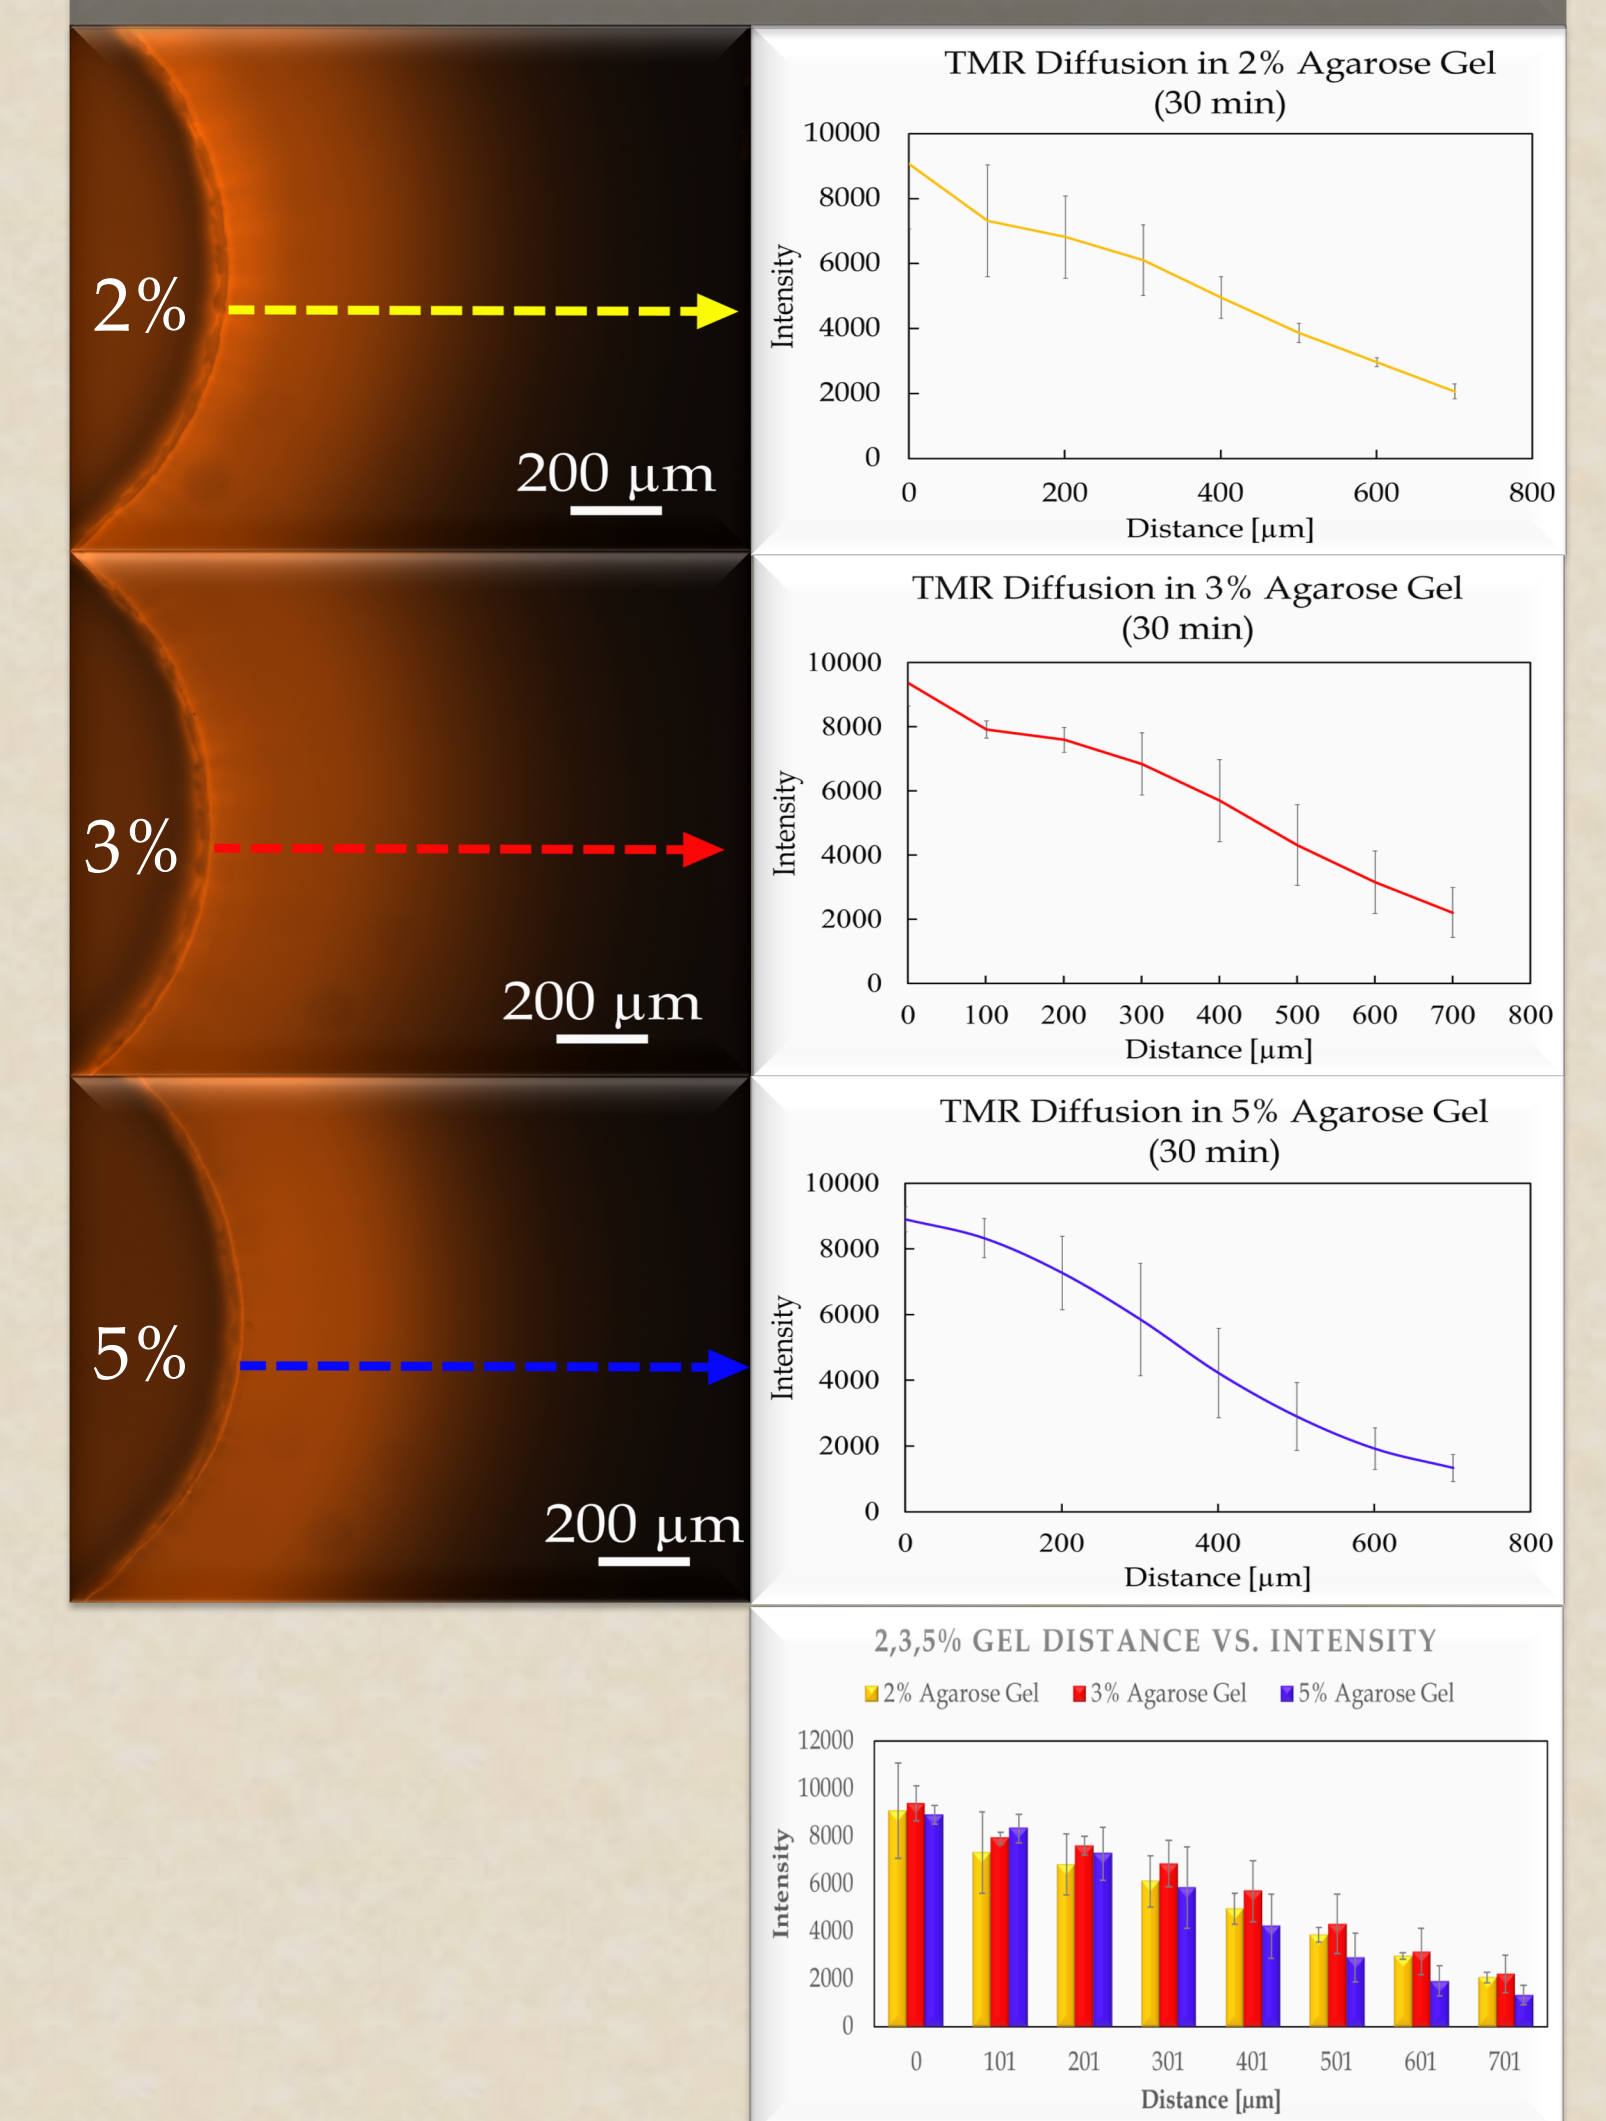 2%
200 µm
TMR Diffusion in 2% Agarose Gel
(30 min)
10000
8000
6000
4000
2000
0
Intensity
0 200 400 600 800
Distance [µm]
3%
200 µm
TMR Diffusion in 3% Agarose Gel
(30 min)
10000
8000
6000
4000
2000
0
Intensity
0 100 200 300 400 500 600 700 800
Distance [µm]
5%
200 µm
TMR Diffusion in 5% Agarose Gel
(30 min)
10000
8000
6000
4000
2000
0
Intensity
0 200 400 600 800
Distance [µm]
2,3,5% GEL DISTANCE VS. INTENSITY
2% Agarose Gel 3% Agarose Gel 5% Agarose Gel
12000
10000
8000
6000
4000
2000
0
Intensity
0 101 201 301 401 501 601 701
Distance [µm]